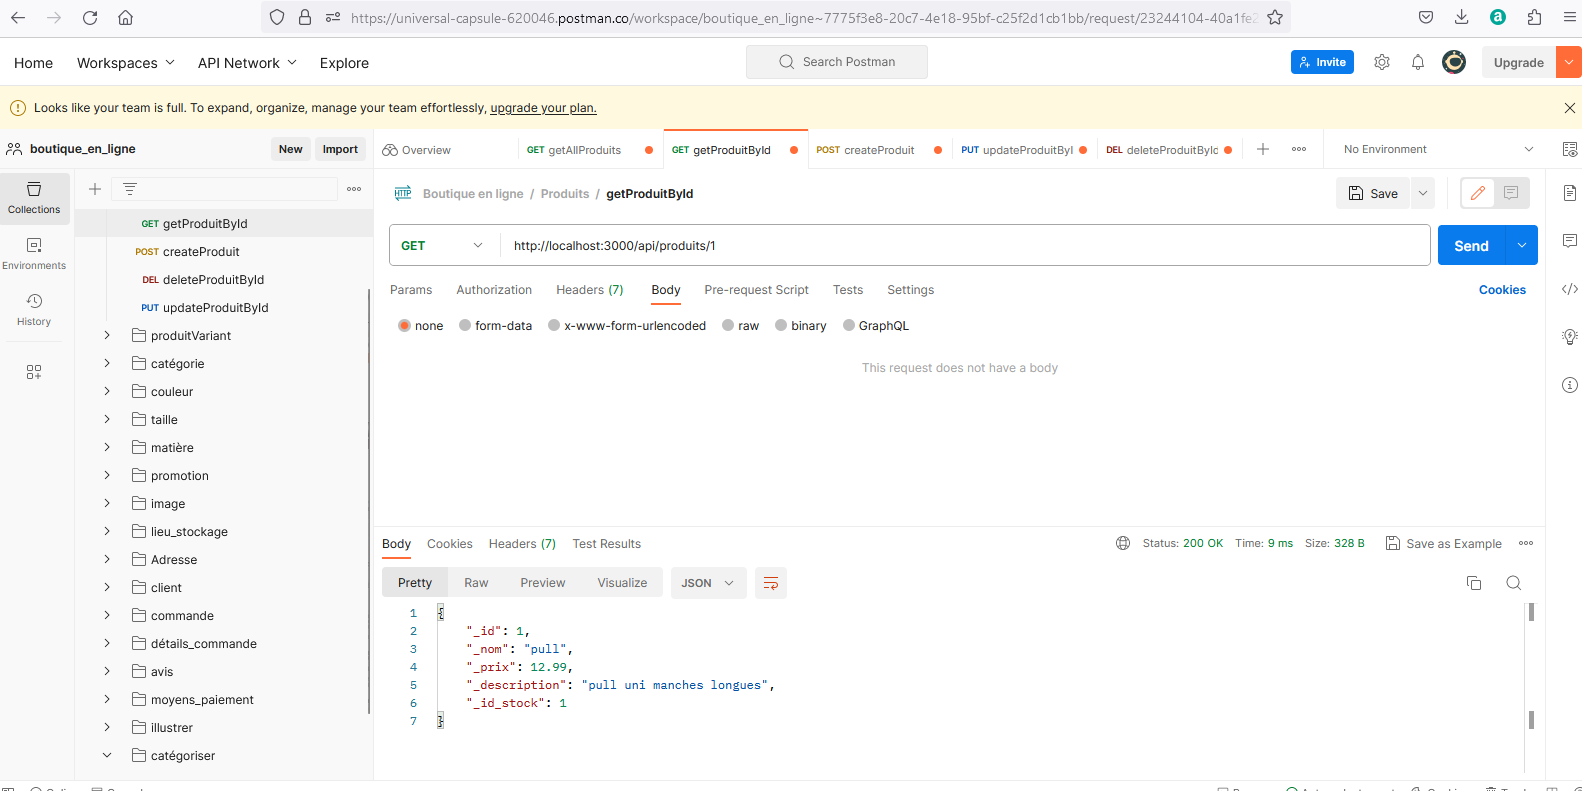 https://universal-capsule-620046.postman.co/workspace/boutique_en_ligne~7775f3e8-20c7-4e18-95bf-c25f2d1cb1bb/request/23244104-40a1fe2
Home Workspaces API Network Explore Search Postman Invite Upgrade
Looks like your team is full. To expand, organize, manage your team effortlessly, upgrade your plan.
boutique_en_ligne New Import Overview GET getAllProduits GET getProduitById POST createProduit PUT updateProduitByI DEL deleteProduitById No Environment
Collections
Environments
History
GET getProduitById
POST createProduit
DEL deleteProduitById
PUT updateProduitById
produitVariant
catégorie
couleur
taille
matière
promotion
image
lieu_stockage
Adresse
client
commande
détails_commande
avis
moyens_paiement
illustrer
catégoriser
HTTP Boutique en ligne / Produits / getProduitById Save
GET http://localhost:3000/api/produits/1 Send
Params Authorization Headers (7) Body Pre-request Script Tests Settings Cookies
none form-data x-www-form-urlencoded raw binary GraphQL
This request does not have a body
Body Cookies Headers (7) Test Results Status: 200 OK Time: 9 ms Size: 328 B Save as Example
Pretty Raw Preview Visualize JSON
1 {
2 "_id": 1,
3 "_nom": "pull",
4 "_prix": 12.99,
5 "_description": "pull uni manches longues",
6 "_id_stock": 1
7 }